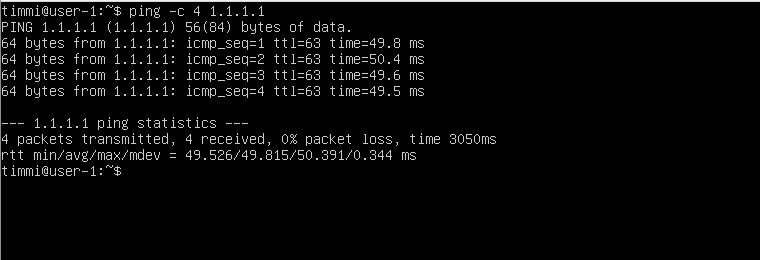 timmi@user-1:~$ ping -c 4 1.1.1.1
PING 1.1.1.1 (1.1.1.1) 56(84) bytes of data.
64 bytes from 1.1.1.1: icmp_seq=1 ttl=63 time=49.8 ms
64 bytes from 1.1.1.1: icmp_seq=2 ttl=63 time=50.4 ms
64 bytes from 1.1.1.1: icmp_seq=3 ttl=63 time=49.6 ms
64 bytes from 1.1.1.1: icmp_seq=4 ttl=63 time=49.5 ms
--- 1.1.1.1 ping statistics ---
4 packets transmitted, 4 received, 0% packet loss, time 3050ms
rtt min/avg/max/mdev = 49.526/49.815/50.391/0.344 ms
timmi@user-1:~$